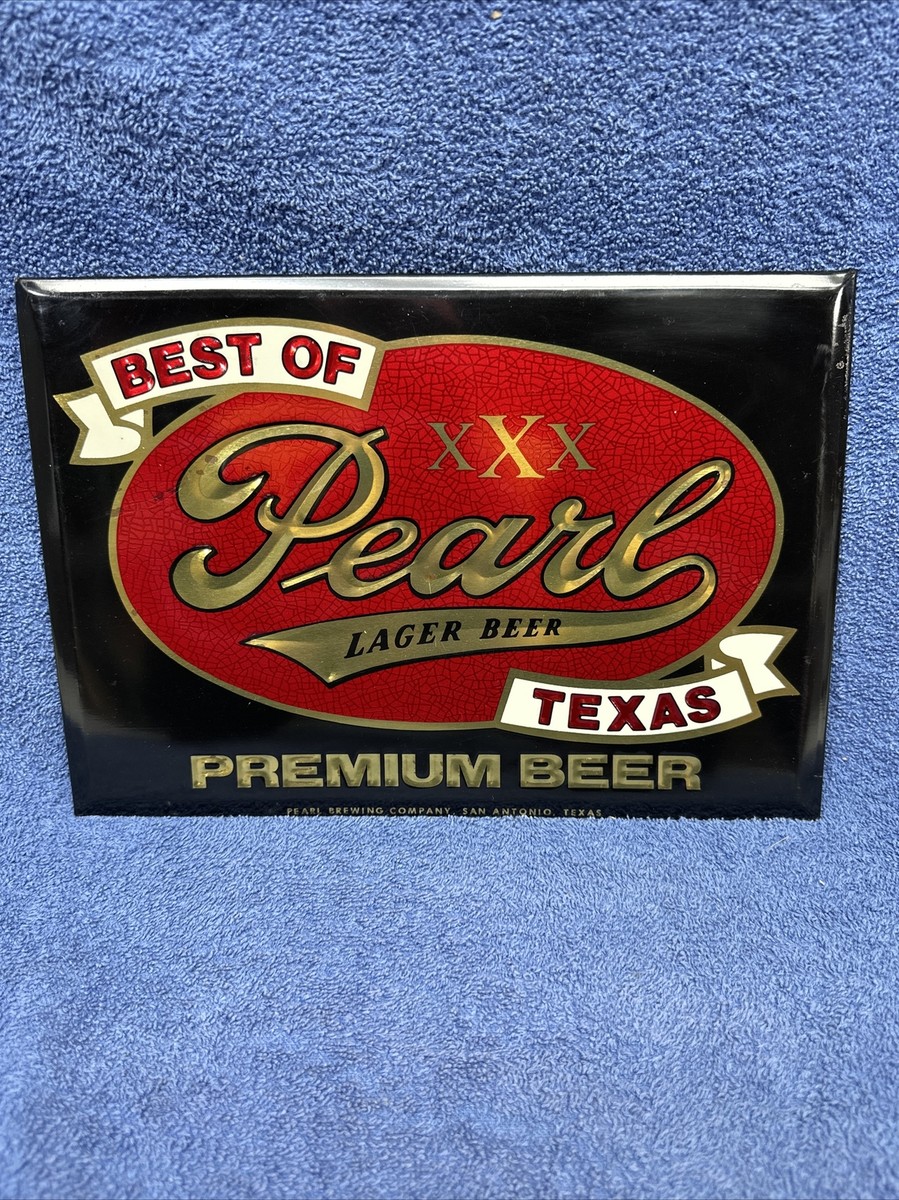 BEST OF
XXX
Pearl
LAGER BEER
TEXAS
PREMIUM BEER
PEARL BREWING COMPANY, SAN ANTONIO, TEXAS